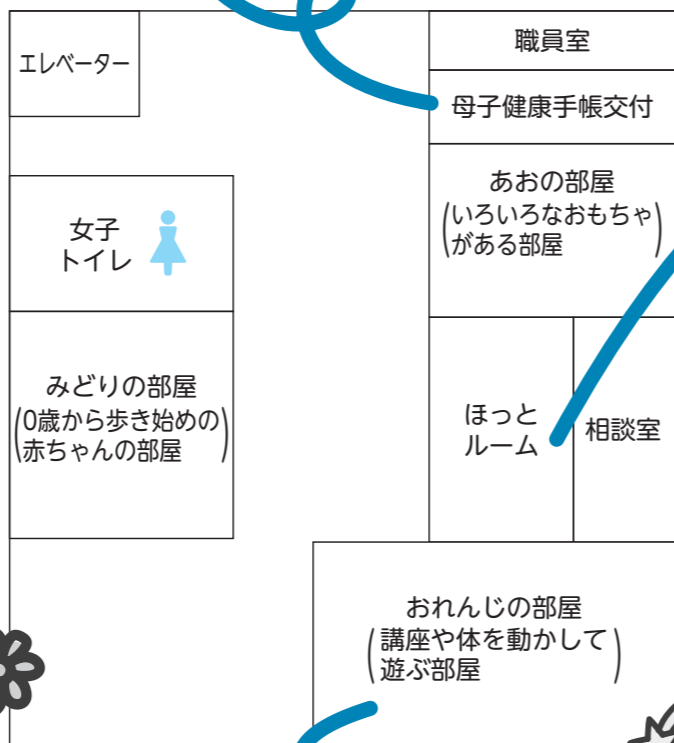 エレベーター
職員室
母子健康手帳交付
あおの部屋
(いろいろなおもちゃ
がある部屋)
女子
トイレ
みどりの部屋
(0歳から歩き始めの
赤ちゃんの部屋)
ほっと
ルーム
相談室
おれんじの部屋
(講座や体を動かして
遊ぶ部屋)